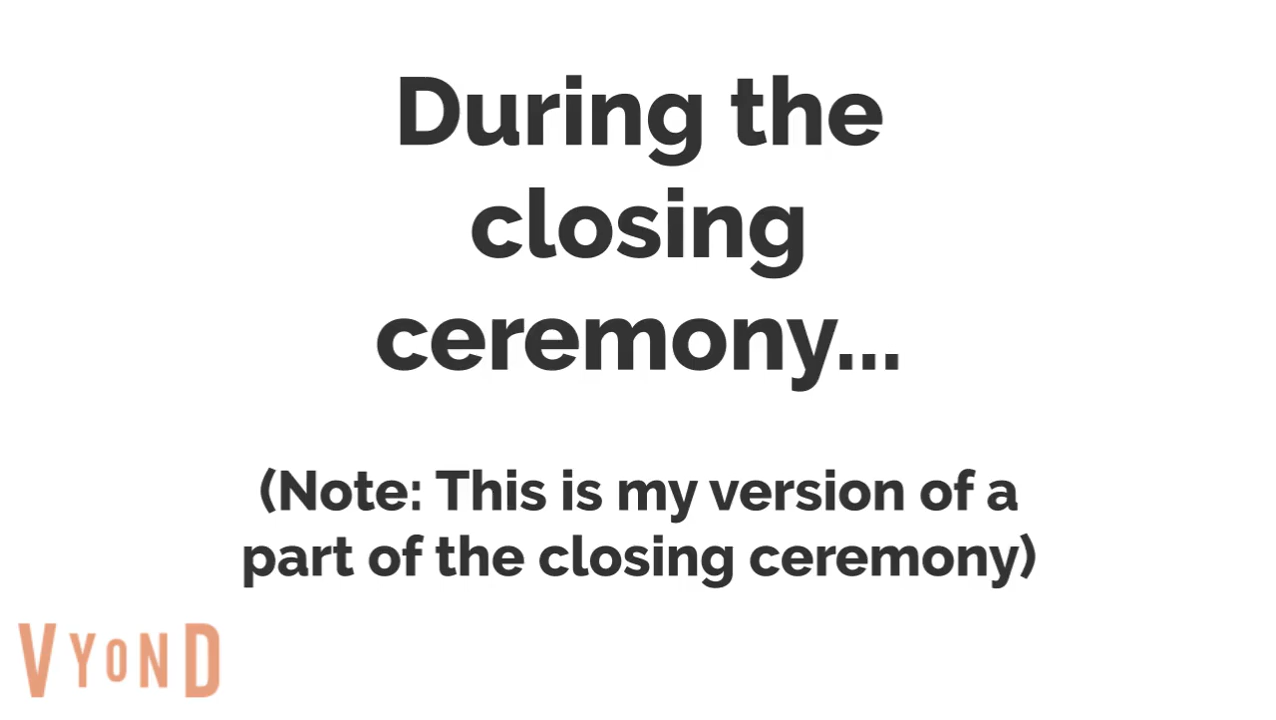 During the
closing
ceremony...
(Note: This is my version of a
part of the closing ceremony)
VYOND